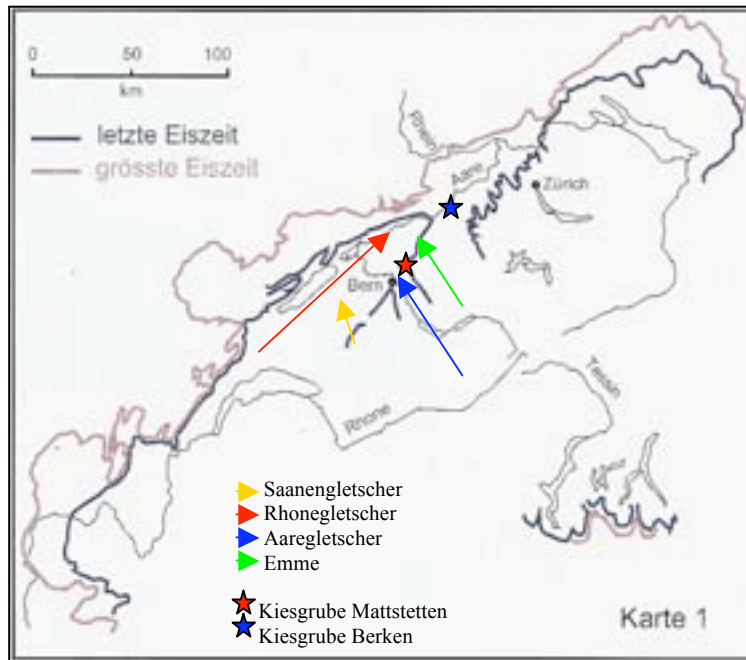 0 50 100
km
letzte Eiszeit
grösste Eiszeit
Rhein
Aare
Zürich
Bern
Tessin
Rhone
Saanengletscher
Rhonegletscher
Aaregletscher
Emme
Kiesgrube Mattstetten
Kiesgrube Berken
Karte 1